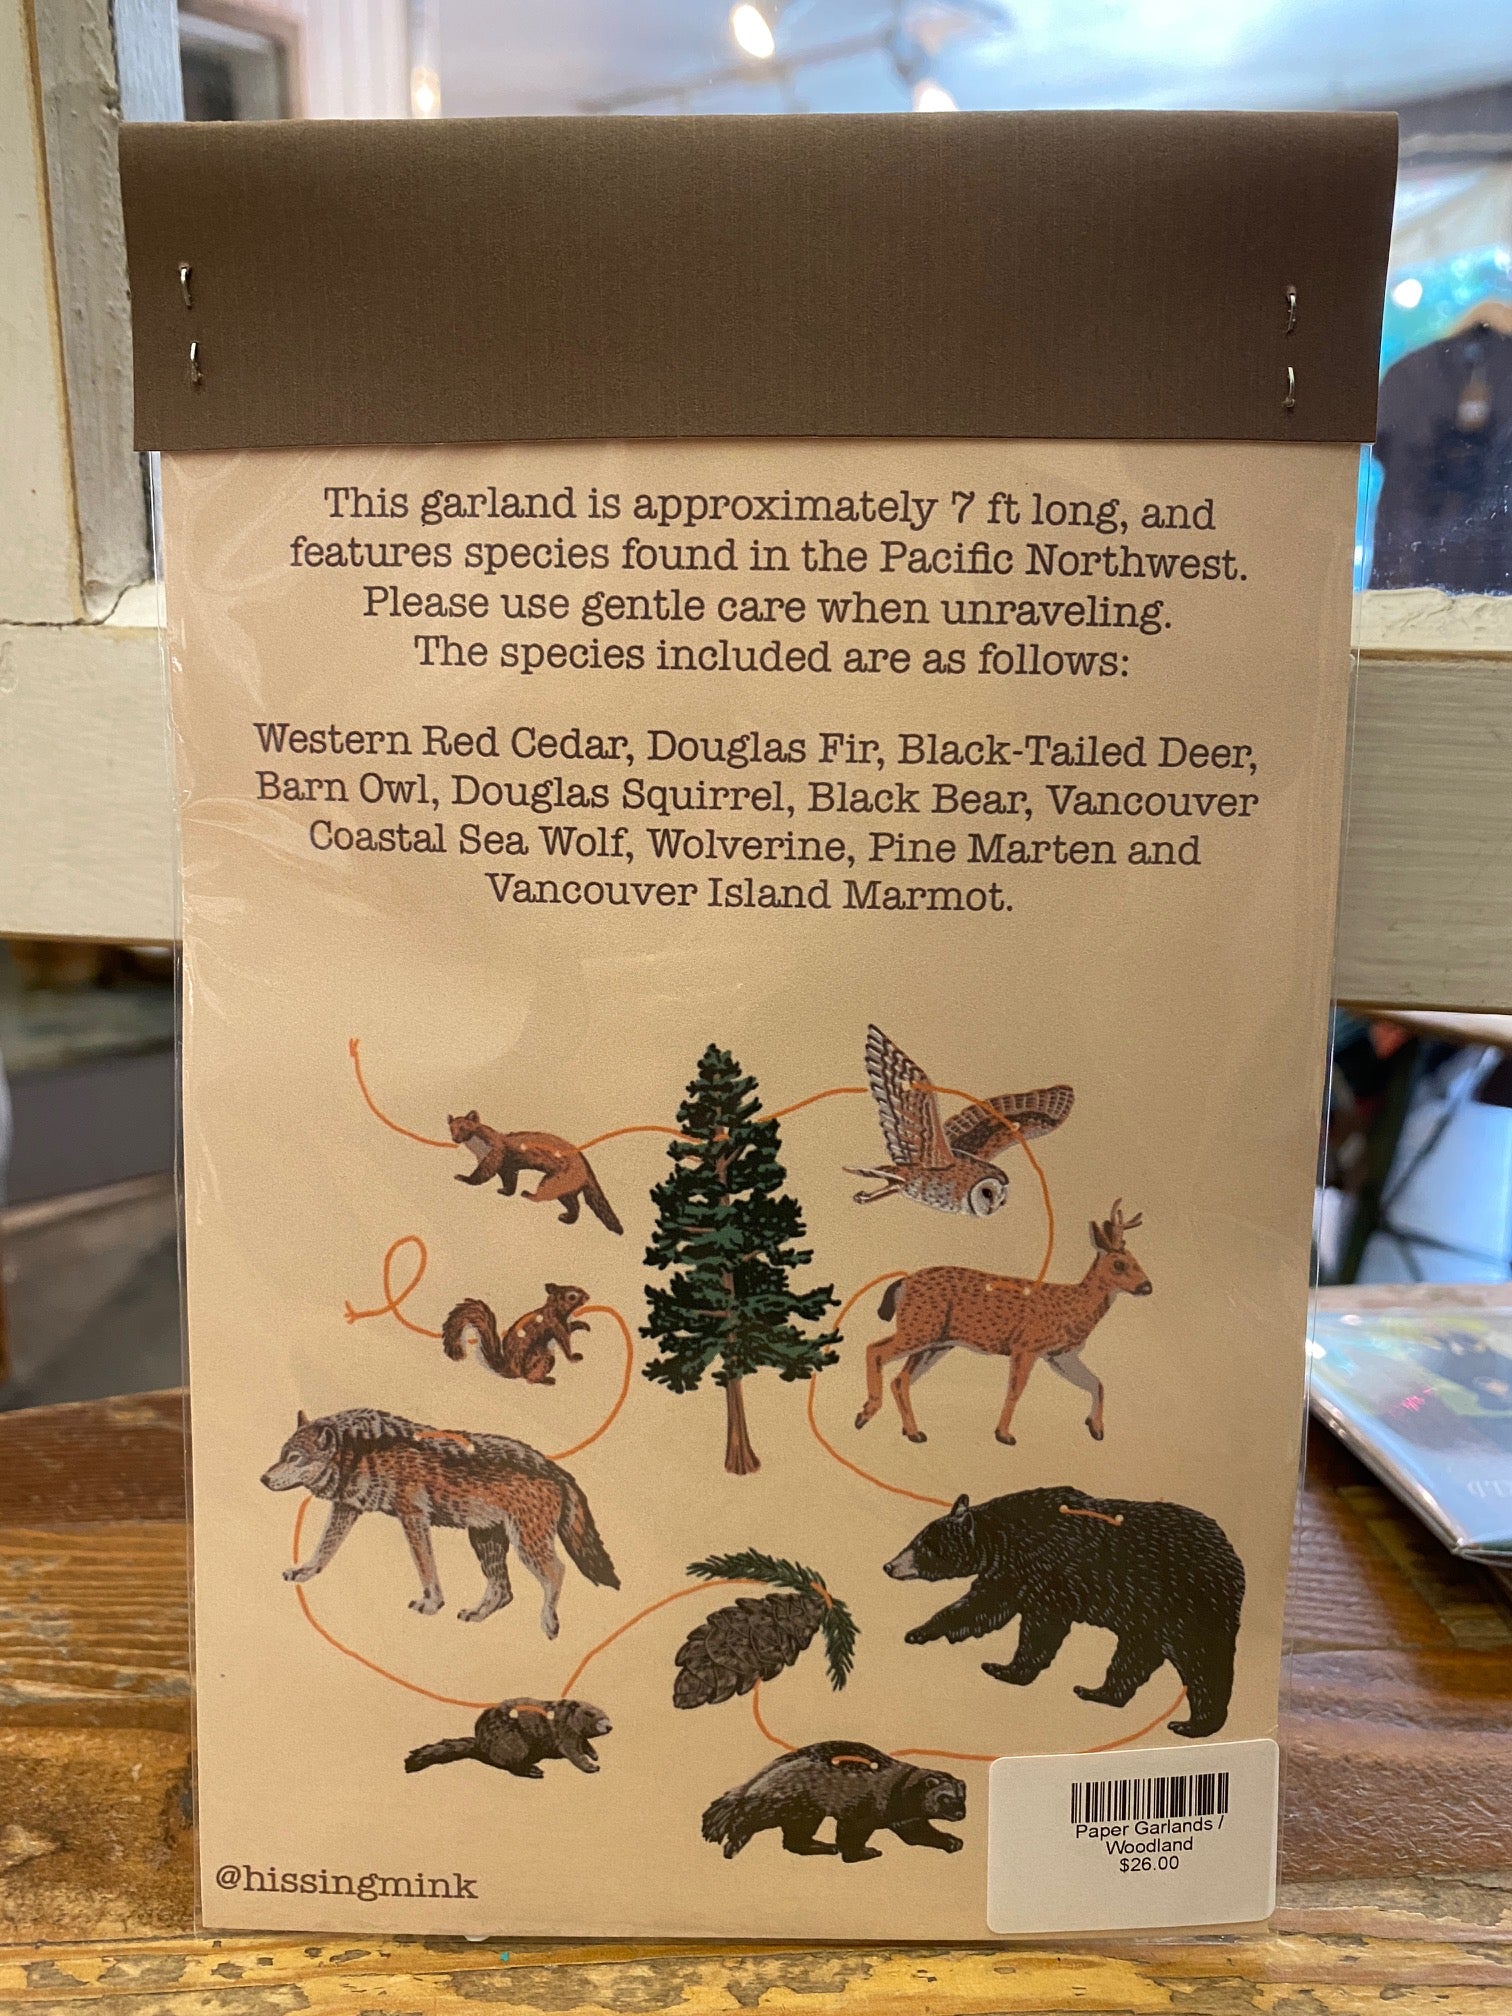 This garland is approximately 7 ft long, and
features species found in the Pacific Northwest.
Please use gentle care when unraveling.
The species included are as follows:
Western Red Cedar, Douglas Fir, Black-Tailed Deer,
Barn Owl, Douglas Squirrel, Black Bear, Vancouver
Coastal Sea Wolf, Wolverine, Pine Marten and
Vancouver Island Marmot.
@hissingmink
Paper Garlands /
Woodland
$26.00